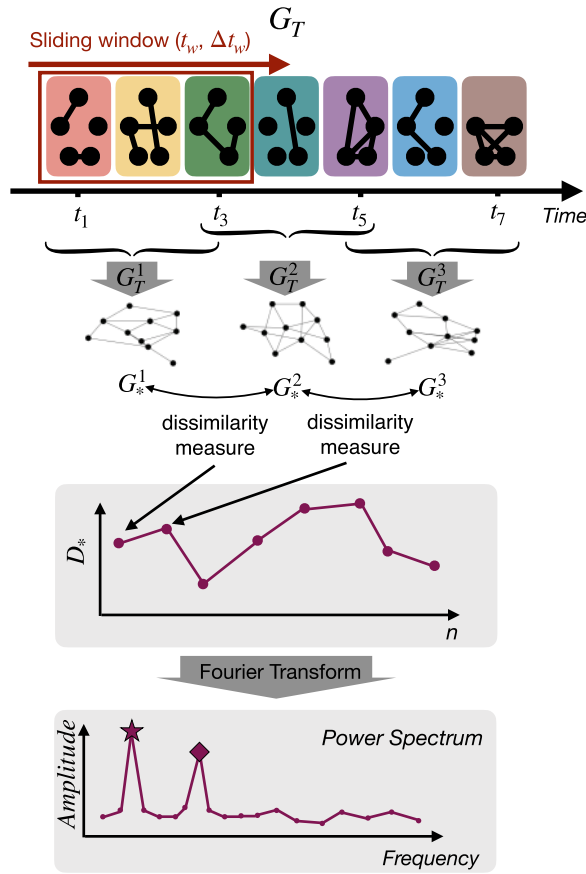 G_T
Sliding window (t_w, Δt_w)
t_1 t_3 t_5 t_7 Time
G_T^1 G_T^2 G_T^3
G_*^1 G_*^2 G_*^3
dissimilarity measure
dissimilarity measure
D_*
n
Fourier Transform
Amplitude
Power Spectrum
Frequency